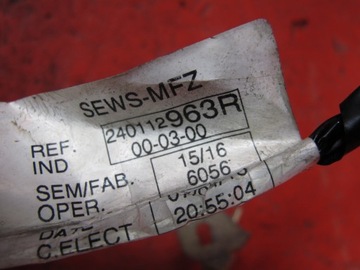 SEWS-MFZ
REF. 240112963R
IND 00-03-00
SEM/FAB. 15/16
OPER. 6056
DATE
C.ELECT 20:55:04